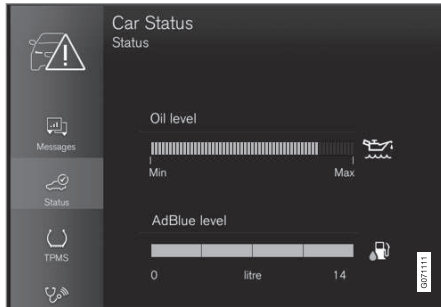 Car Status
Status
Messages
Status
TPMS
Oil level
Min Max
AdBlue level
0 litre 14
G071111